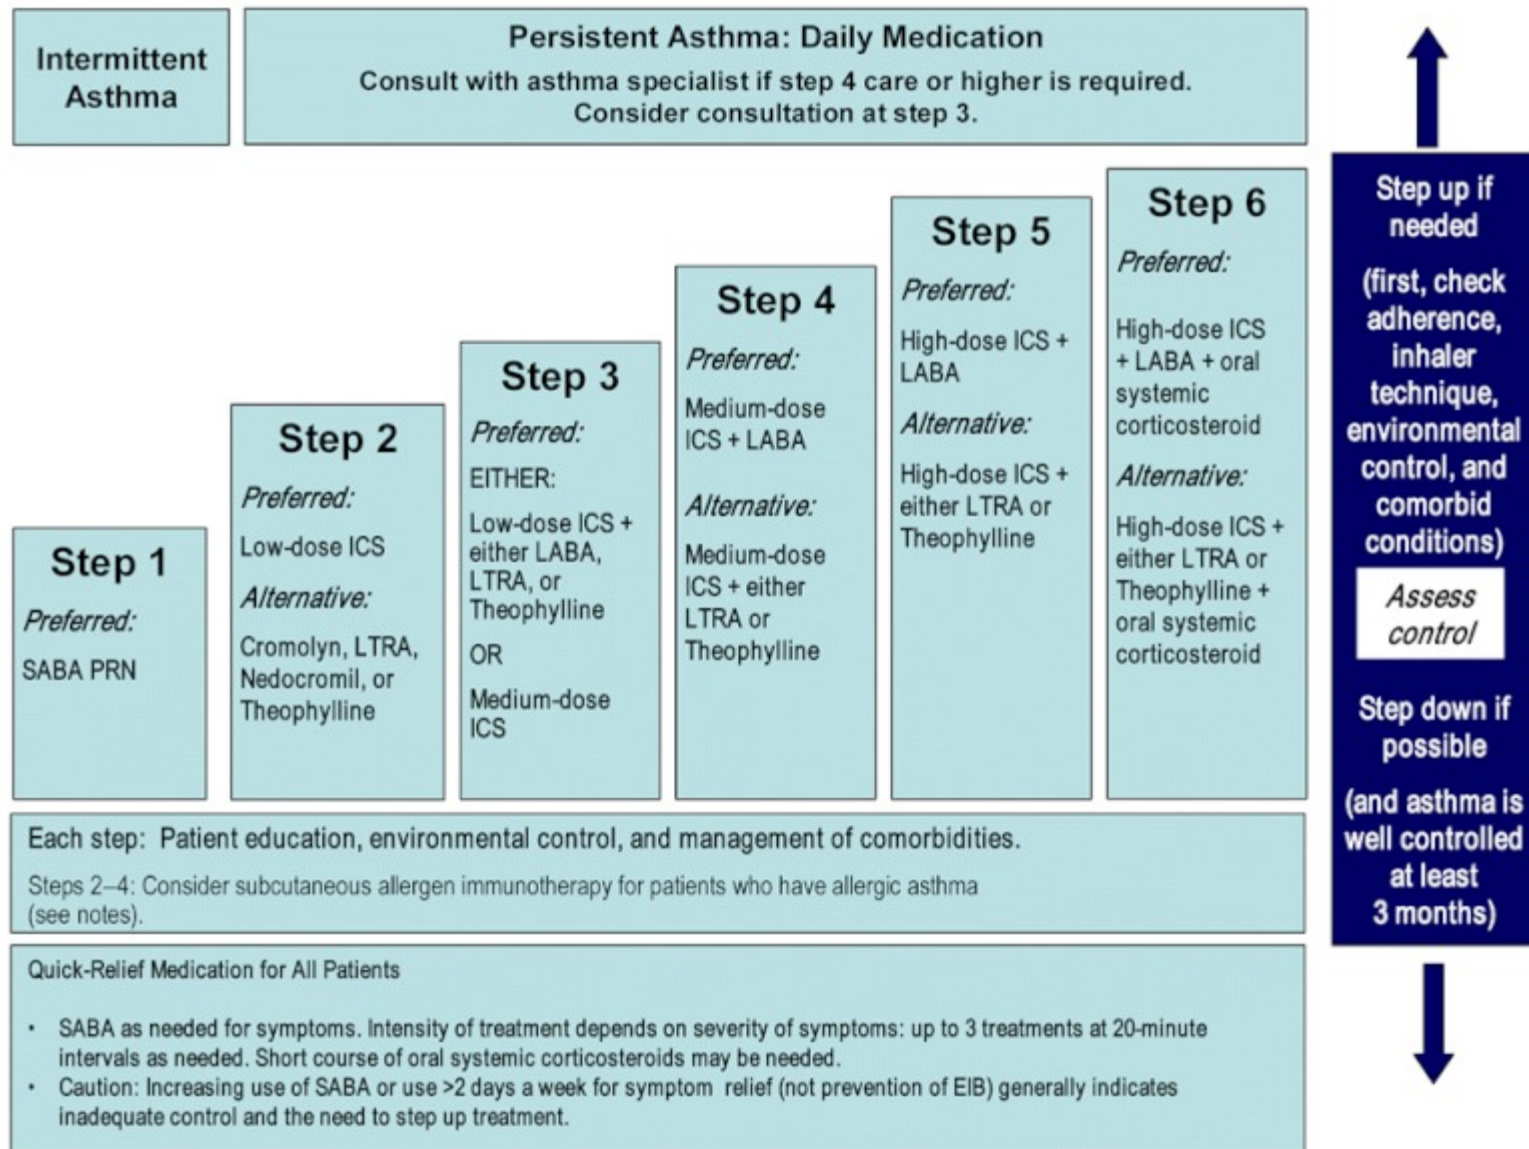 Intermittent
Asthma
Persistent Asthma: Daily Medication
Consult with asthma specialist if step 4 care or higher is required.
Consider consultation at step 3.
Step 1
Preferred:
SABA PRN
Step 2
Preferred:
Low-dose ICS
Alternative:
Cromolyn, LTRA,
Nedocromil, or
Theophylline
Step 3
Preferred:
EITHER:
Low-dose ICS +
either LABA,
LTRA, or
Theophylline
OR
Medium-dose
ICS
Step 4
Preferred:
Medium-dose
ICS + LABA
Alternative:
Medium-dose
ICS + either
LTRA or
Theophylline
Step 5
Preferred:
High-dose ICS +
LABA
Alternative:
High-dose ICS +
either LTRA or
Theophylline
Step 6
Preferred:
High-dose ICS
+ LABA + oral
systemic
corticosteroid
Alternative:
High-dose ICS +
either LTRA or
Theophylline +
oral systemic
corticosteroid
Each step: Patient education, environmental control, and management of comorbidities.
Steps 2–4: Consider subcutaneous allergen immunotherapy for patients who have allergic asthma
(see notes).
Quick-Relief Medication for All Patients
• SABA as needed for symptoms. Intensity of treatment depends on severity of symptoms: up to 3 treatments at 20-minute
intervals as needed. Short course of oral systemic corticosteroids may be needed.
• Caution: Increasing use of SABA or use >2 days a week for symptom relief (not prevention of EIB) generally indicates
inadequate control and the need to step up treatment.
Step up if
needed
(first, check
adherence,
inhaler
technique,
environmental
control, and
comorbid
conditions)
Assess
control
Step down if
possible
(and asthma is
well controlled
at least
3 months)